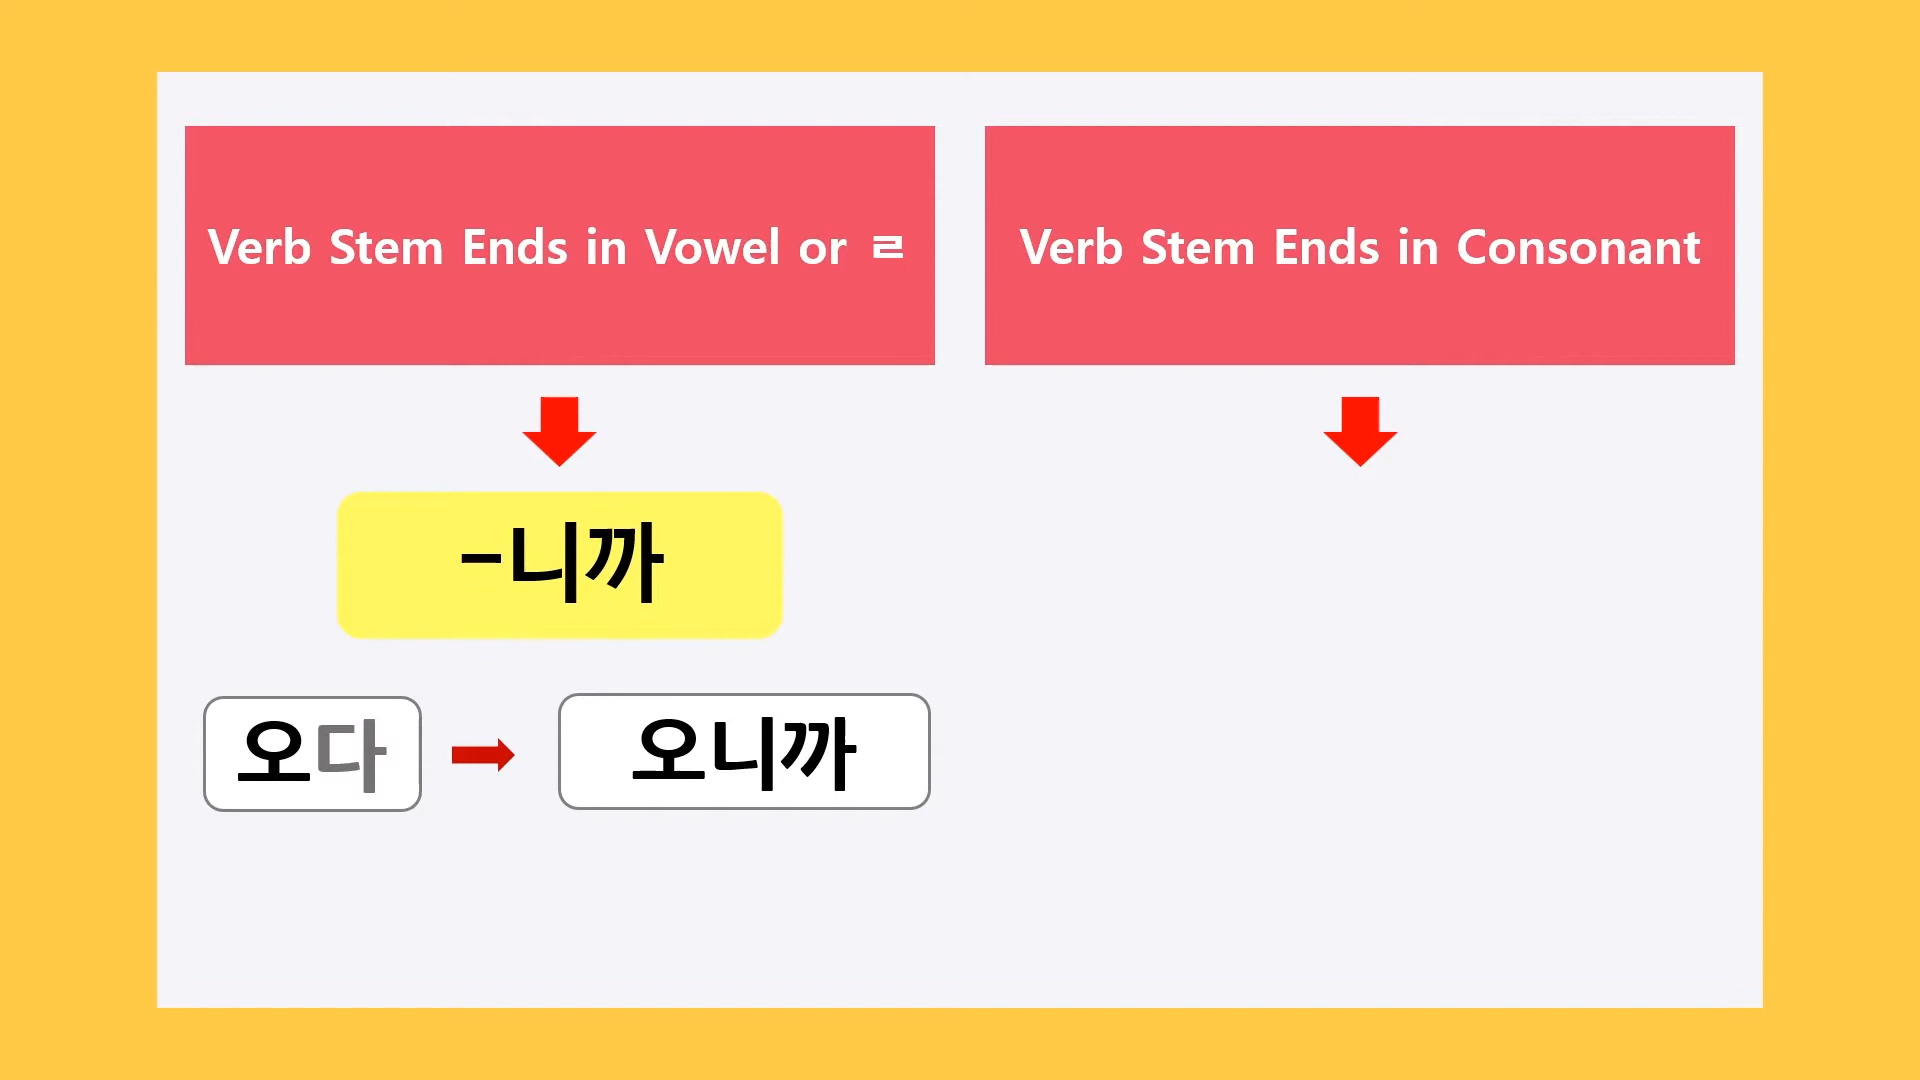 Verb Stem Ends in Vowel or ㄹ
Verb Stem Ends in Consonant
-니까
오다
오니까